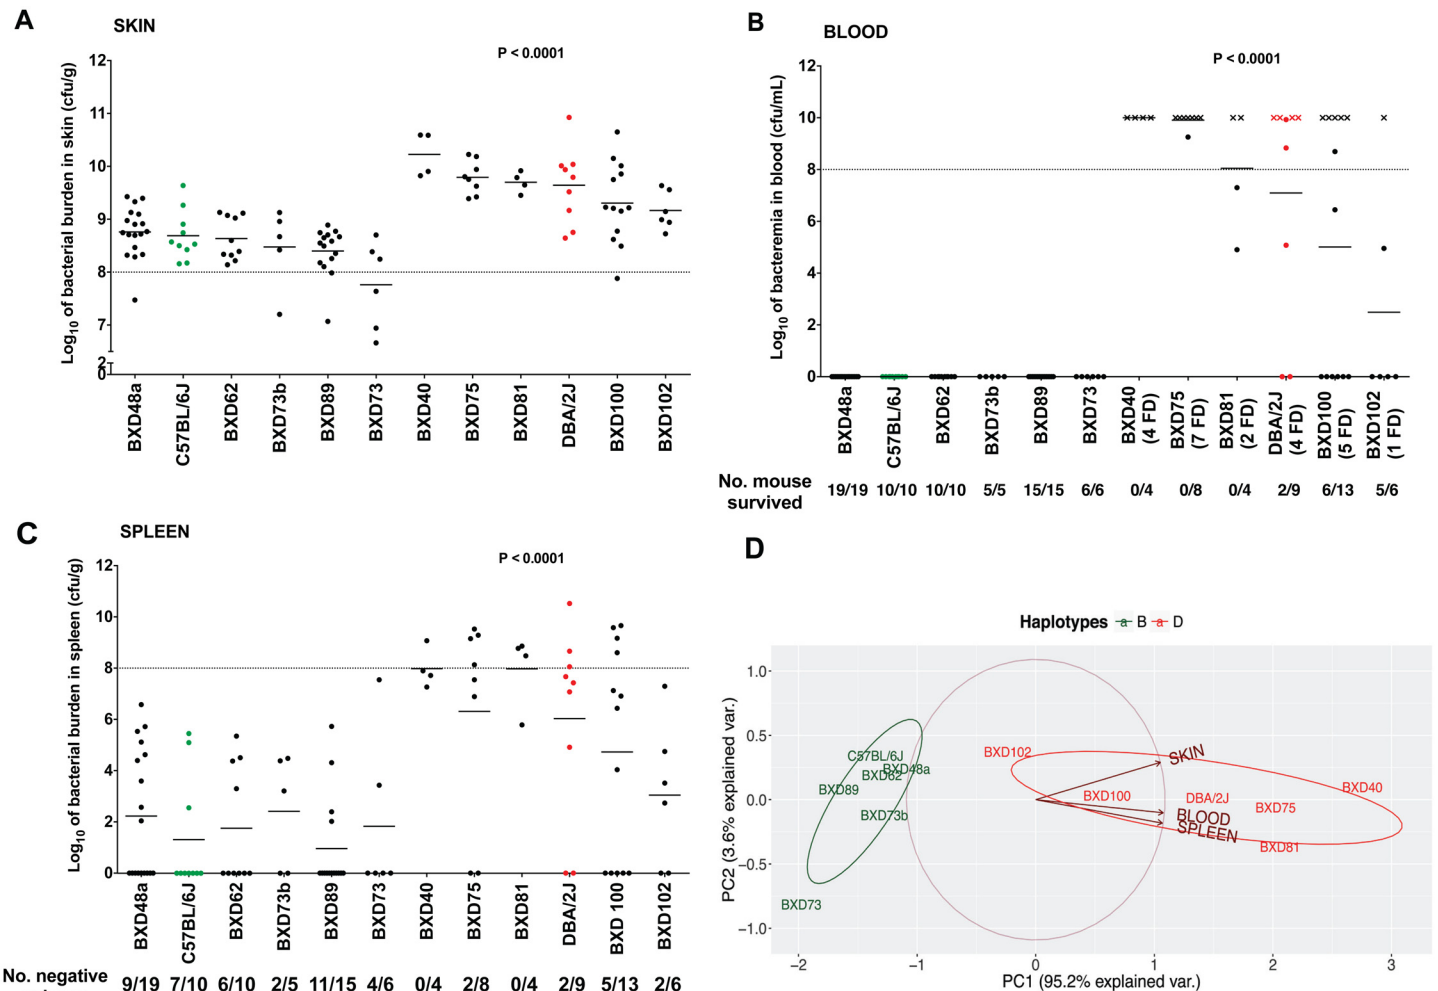 A
SKIN
P < 0.0001
Log10 of bacterial burden in skin (cfu/g)
12
11
10
9
8
7
2
0
BXD48a
C57BL/6J
BXD62
BXD73b
BXD89
BXD73
BXD40
BXD75
BXD81
DBA/2J
BXD100
BXD102
B
BLOOD
P < 0.0001
Log10 of bacteremia in blood (cfu/mL)
12
10
8
6
4
2
0
BXD48a
C57BL/6J
BXD62
BXD73b
BXD89
BXD73
BXD40
(4 FD)
BXD75
(7 FD)
BXD81
(2 FD)
DBA/2J
(4 FD)
BXD100
(5 FD)
BXD102
(1 FD)
No. mouse
survived
19/19 10/10 10/10 5/5 15/15 6/6 0/4 0/8 0/4 2/9 6/13 5/6
C
SPLEEN
P < 0.0001
Log10 of bacterial burden in spleen (cfu/g)
12
10
8
6
4
2
0
BXD48a
C57BL/6J
BXD62
BXD73b
BXD89
BXD73
BXD40
BXD75
BXD81
DBA/2J
BXD 100
BXD102
No. negative
9/19 7/10 6/10 2/5 11/15 4/6 0/4 2/8 0/4 2/9 5/13 2/6
D
Haplotypes a B a D
PC2 (3.6% explained var.)
1.0
0.5
0.0
−0.5
−1.0
C57BL/6J
BXD48a
BXD62
BXD89
BXD73b
BXD73
BXD102
SKIN
BXD100
DBA/2J
BXD40
BXD75
BLOOD
SPLEEN
BXD81
−2
−1
0
1
2
3
PC1 (95.2% explained var.)